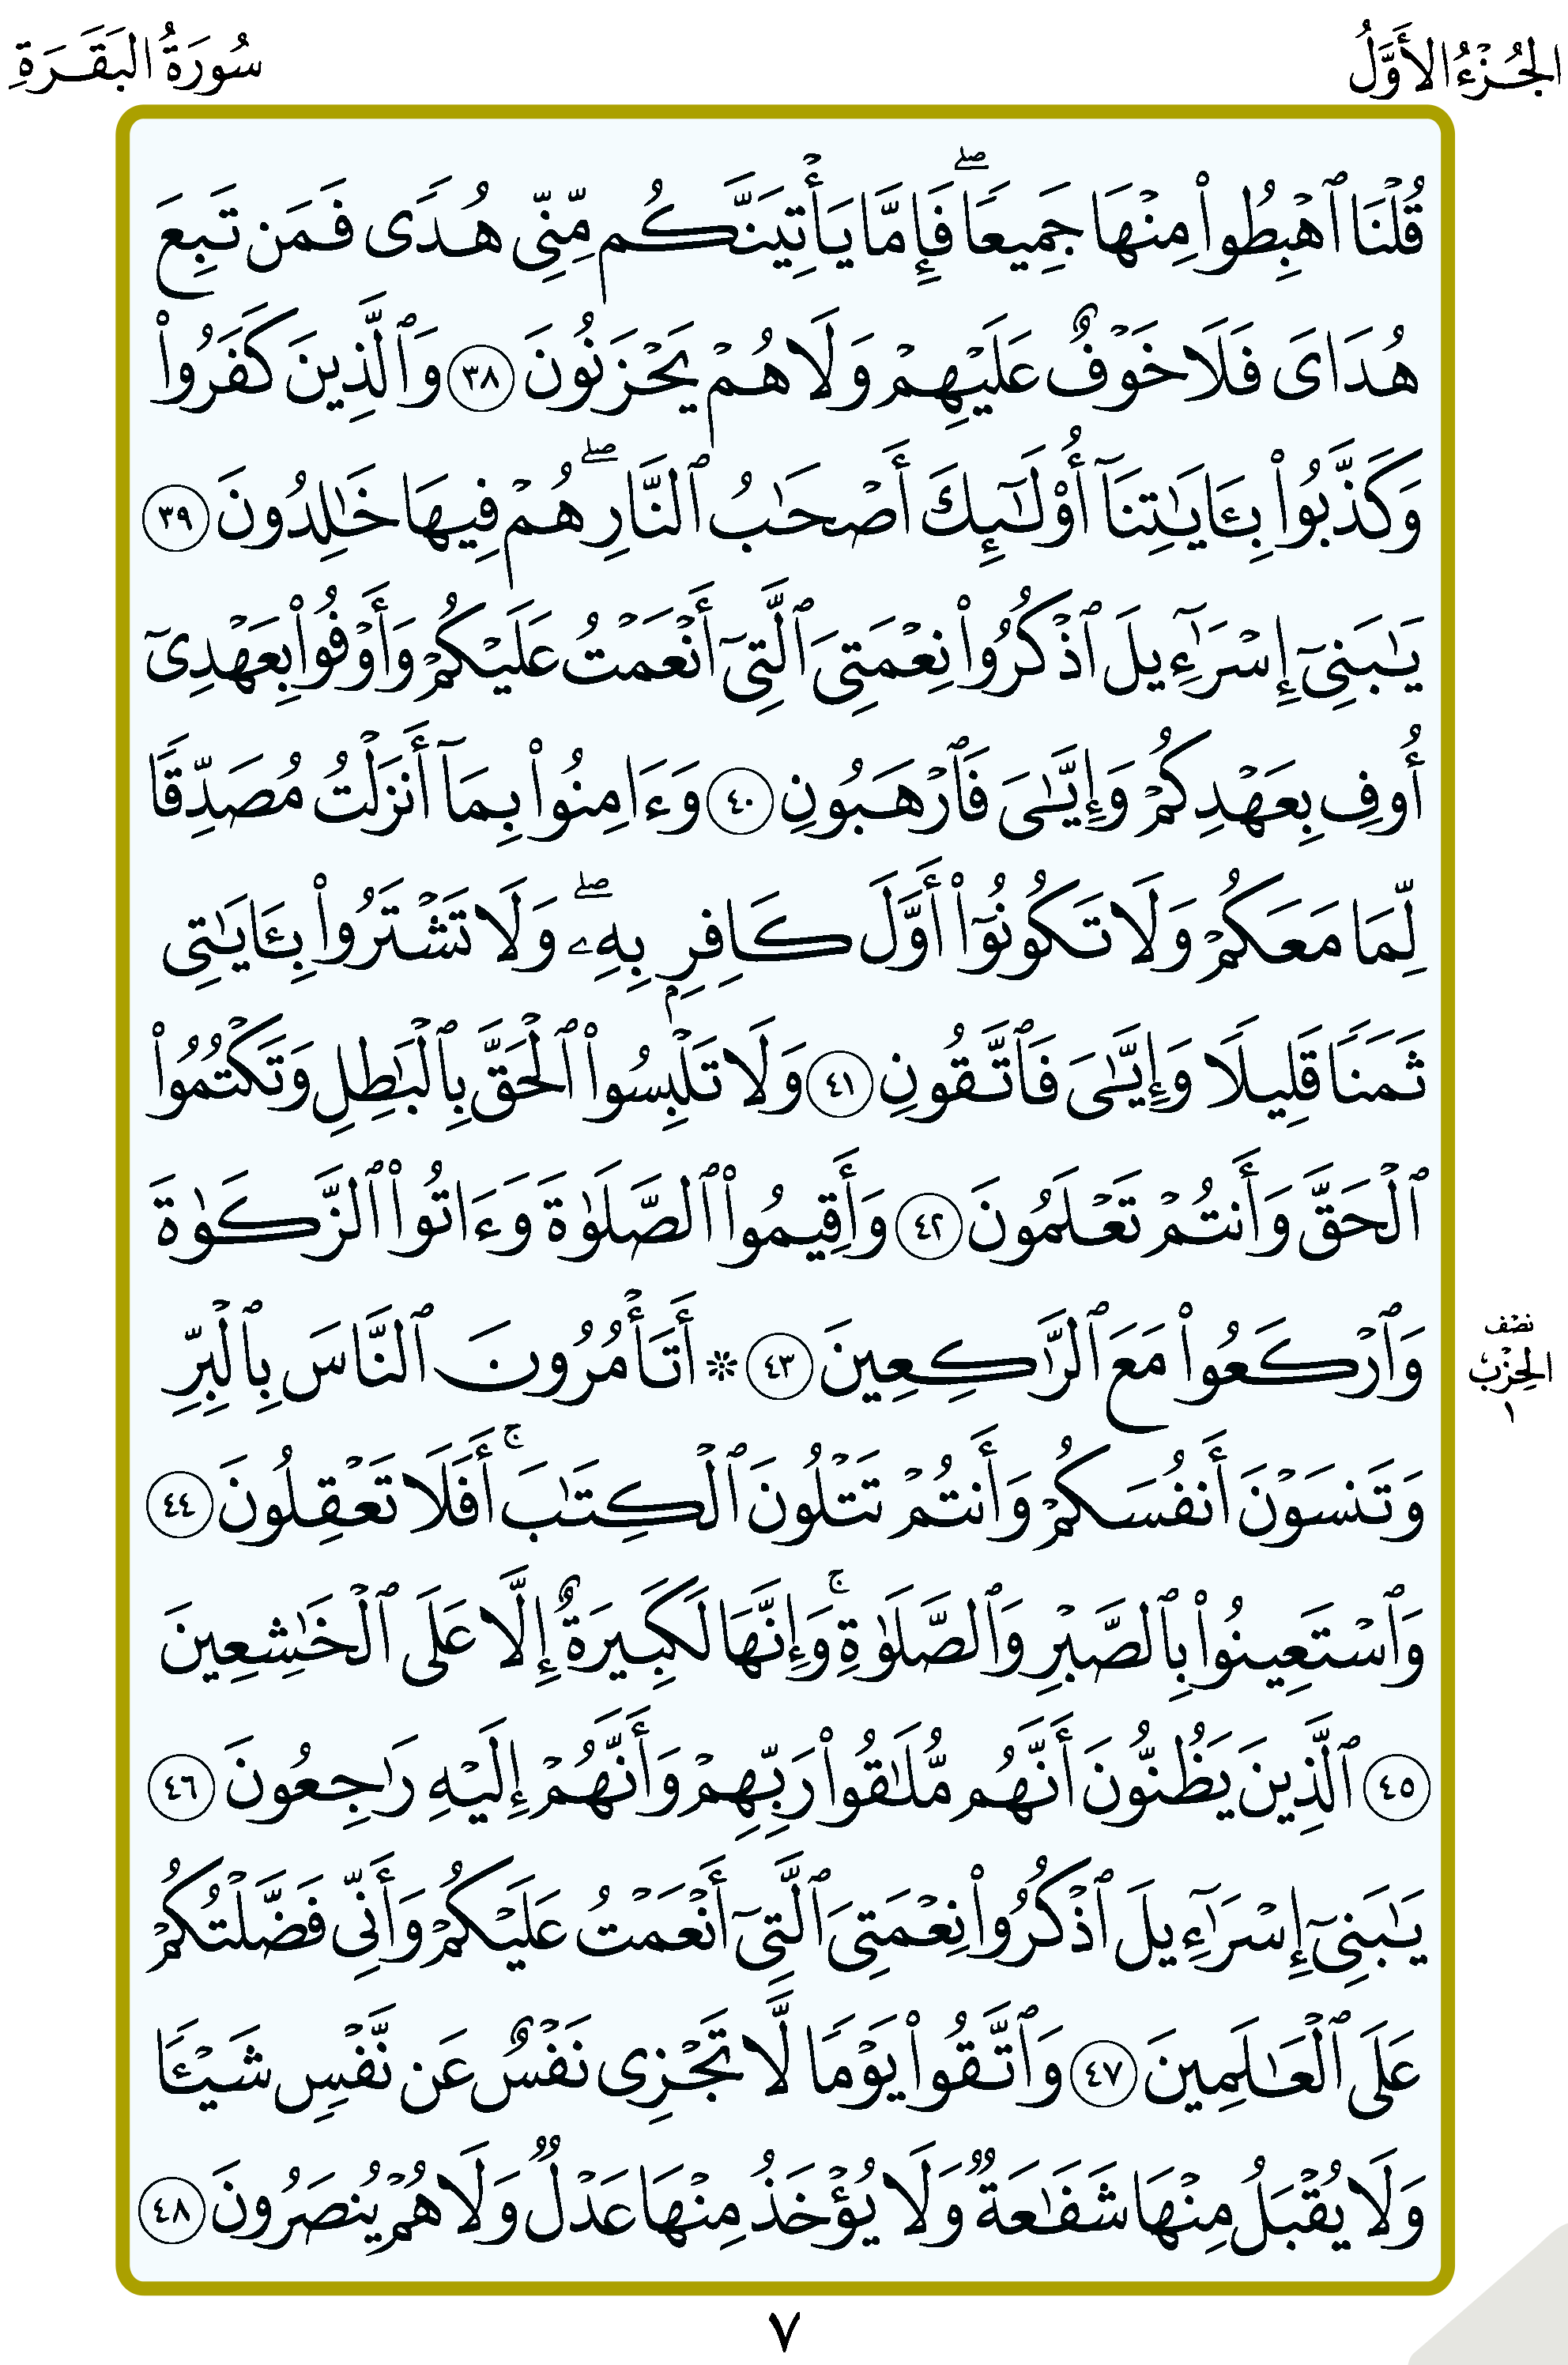 الجُزْءُ الأَوَّلُ
سُورَةُ البَقَرَةِ
قُلْنَا ٱهْبِطُوا۟ مِنْهَا جَمِيعًۭا ۖ فَإِمَّا يَأْتِيَنَّكُم مِّنِّى هُدًۭى فَمَن تَبِعَ
هُدَاىَ فَلَا خَوْفٌ عَلَيْهِمْ وَلَا هُمْ يَحْزَنُونَ ٣٨ وَٱلَّذِينَ كَفَرُوا۟
وَكَذَّبُوا۟ بِـَٔايَـٰتِنَآ أُو۟لَـٰٓئِكَ أَصْحَـٰبُ ٱلنَّارِ ۖ هُمْ فِيهَا خَـٰلِدُونَ ٣٩
يَـٰبَنِىٓ إِسْرَٰٓءِيلَ ٱذْكُرُوا۟ نِعْمَتِىَ ٱلَّتِىٓ أَنْعَمْتُ عَلَيْكُمْ وَأَوْفُوا۟ بِعَهْدِىٓ
أُوفِ بِعَهْدِكُمْ وَإِيَّـٰىَ فَٱرْهَبُونِ ٤٠ وَءَامِنُوا۟ بِمَآ أَنزَلْتُ مُصَدِّقًۭا
لِّمَا مَعَكُمْ وَلَا تَكُونُوٓا۟ أَوَّلَ كَافِرٍۭ بِهِۦ ۖ وَلَا تَشْتَرُوا۟ بِـَٔايَـٰتِى
ثَمَنًۭا قَلِيلًۭا وَإِيَّـٰىَ فَٱتَّقُونِ ٤١ وَلَا تَلْبِسُوا۟ ٱلْحَقَّ بِٱلْبَـٰطِلِ وَتَكْتُمُوا۟
ٱلْحَقَّ وَأَنتُمْ تَعْلَمُونَ ٤٢ وَأَقِيمُوا۟ ٱلصَّلَوٰةَ وَءَاتُوا۟ ٱلزَّكَوٰةَ
وَٱرْكَعُوا۟ مَعَ ٱلرَّٰكِعِينَ ٤٣ ۞ أَتَأْمُرُونَ ٱلنَّاسَ بِٱلْبِرِّ
نصْف
الحِزْب
١
وَتَنسَوْنَ أَنفُسَكُمْ وَأَنتُمْ تَتْلُونَ ٱلْكِتَـٰبَ ۚ أَفَلَا تَعْقِلُونَ ٤٤
وَٱسْتَعِينُوا۟ بِٱلصَّبْرِ وَٱلصَّلَوٰةِ ۚ وَإِنَّهَا لَكَبِيرَةٌ إِلَّا عَلَى ٱلْخَـٰشِعِينَ
٤٥ ٱلَّذِينَ يَظُنُّونَ أَنَّهُم مُّلَـٰقُوا۟ رَبِّهِمْ وَأَنَّهُمْ إِلَيْهِ رَٰجِعُونَ ٤٦
يَـٰبَنِىٓ إِسْرَٰٓءِيلَ ٱذْكُرُوا۟ نِعْمَتِىَ ٱلَّتِىٓ أَنْعَمْتُ عَلَيْكُمْ وَأَنِّى فَضَّلْتُكُمْ
عَلَى ٱلْعَـٰلَمِينَ ٤٧ وَٱتَّقُوا۟ يَوْمًۭا لَّا تَجْزِى نَفْسٌ عَن نَّفْسٍۢ شَيْـًۭٔا
وَلَا يُقْبَلُ مِنْهَا شَفَـٰعَةٌۭ وَلَا يُؤْخَذُ مِنْهَا عَدْلٌۭ وَلَا هُمْ يُنصَرُونَ ٤٨
٧